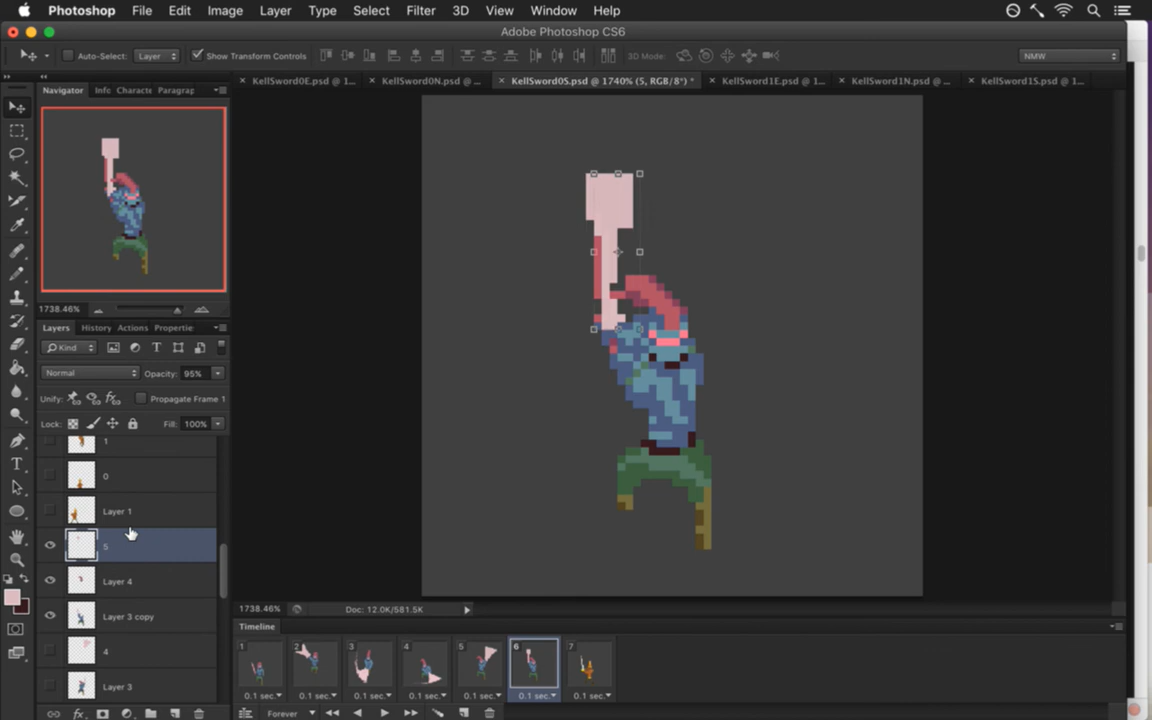 Photoshop File Edit Image Layer Type Select Filter 3D View Window Help
Adobe Photoshop CS6
Auto-Select: Layer Show Transform Controls 3D Mode: NMW
KellSword0E.psd @ 1... KellSword0N.psd @ ... KellSword0S.psd @ 1740% (5, RGB/8*) * KellSword1E.psd @ 1... KellSword1N.psd @ ... KellSword1S.psd @ 1...
Navigator Info Characte Paragrap
1738.46%
Layers History Actions Propertie
Kind
Normal Opacity: 95%
Unify: Propagate Frame 1
Lock: Fill: 100%
1
0
Layer 1
5
Layer 4
Layer 3 copy
4
Layer 3
1738.46% Doc: 12.0K/581.5K
Timeline
1 2 3 4 5 6 7
0.1 sec. 0.1 sec. 0.1 sec. 0.1 sec. 0.1 sec. 0.1 sec. 0.1 sec.
Forever